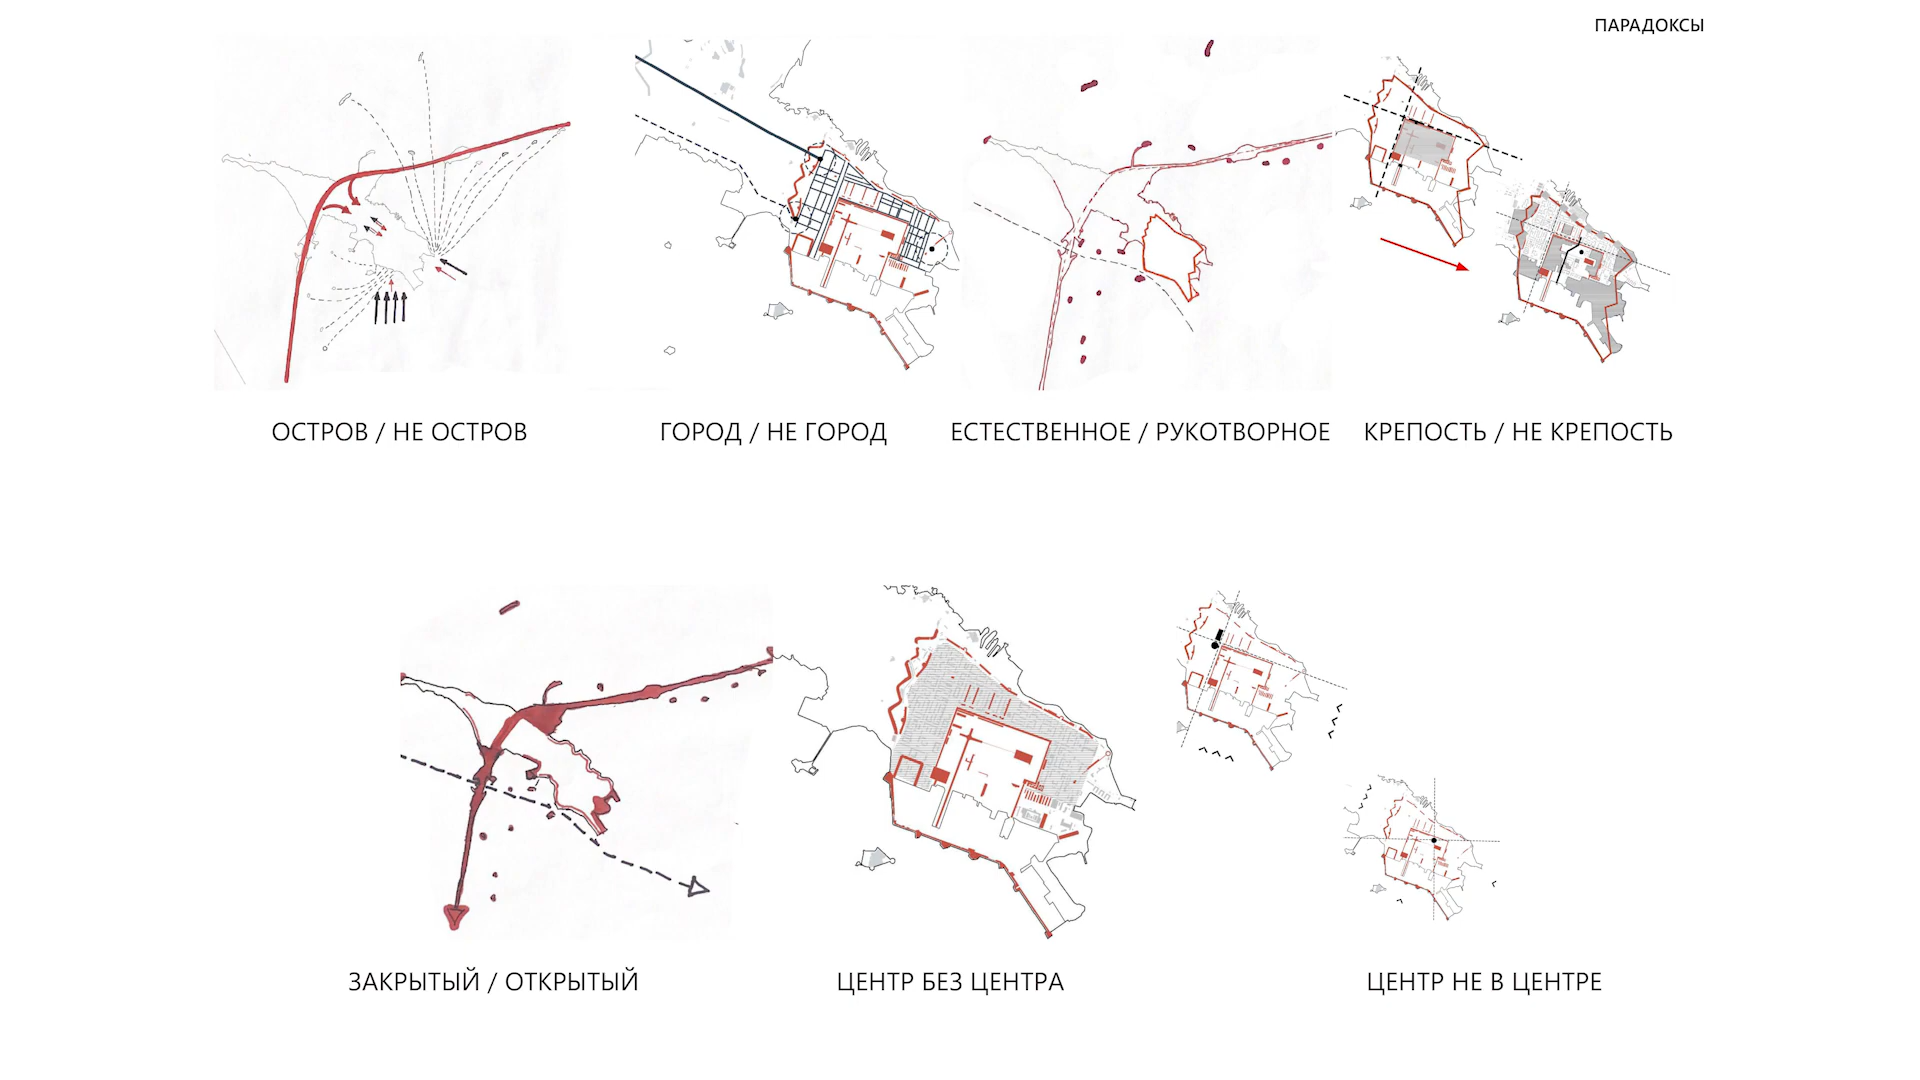 ПАРАДОКСЫ
ОСТРОВ / НЕ ОСТРОВ
ГОРОД / НЕ ГОРОД
ЕСТЕСТВЕННОЕ / РУКОТВОРНОЕ
КРЕПОСТЬ / НЕ КРЕПОСТЬ
ЗАКРЫТЫЙ / ОТКРЫТЫЙ
ЦЕНТР БЕЗ ЦЕНТРА
ЦЕНТР НЕ В ЦЕНТРЕ